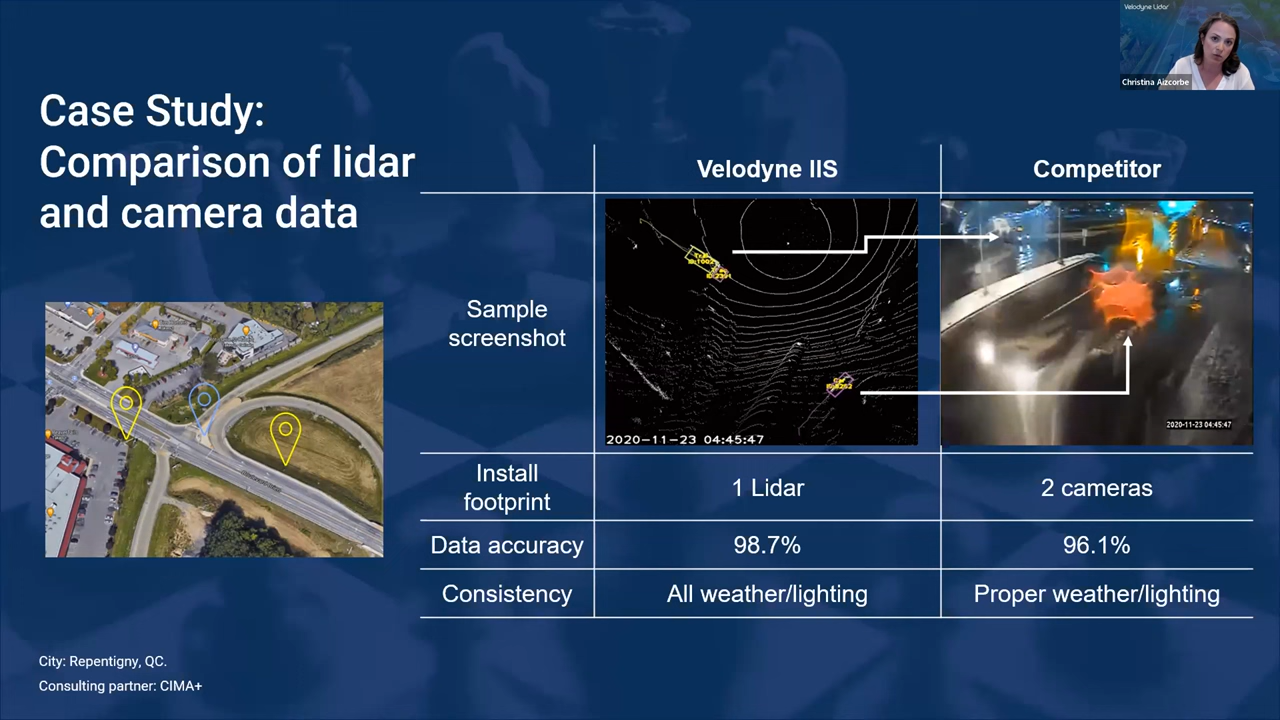 Velodyne Lidar
Christina Aizcorbe
Case Study:
Comparison of lidar
and camera data
Velodyne IIS
Competitor
Sample
screenshot
2020-11-23 04:45:47
2020-11-23 04:45:47
Install
footprint
1 Lidar
2 cameras
Data accuracy
98.7%
96.1%
Consistency
All weather/lighting
Proper weather/lighting
City: Repentigny, QC.
Consulting partner: CIMA+